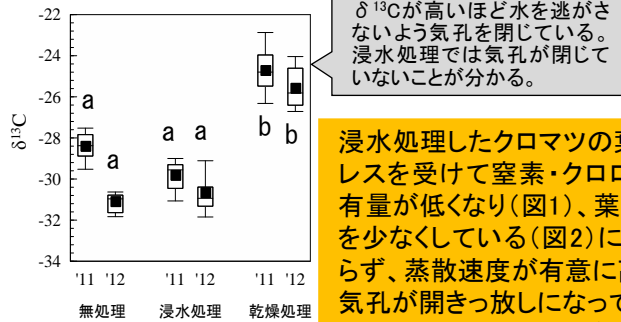 δ¹³Cが高いほど水を逃がさ
ないよう気孔を閉じている。
浸水処理では気孔が閉じて
いないことが分かる。
-22
-24
-26
-28
-30
-32
-34
δ¹³C
a
a
a a
b b
'11 '12
'11 '12
'11 '12
無処理
浸水処理
乾燥処理
浸水処理したクロマツの葉
レスを受けて窒素・クロロ
有量が低くなり(図1)、葉
を少なくしている(図2)に
らず、蒸散速度が有意に
気孔が開きっ放しになって